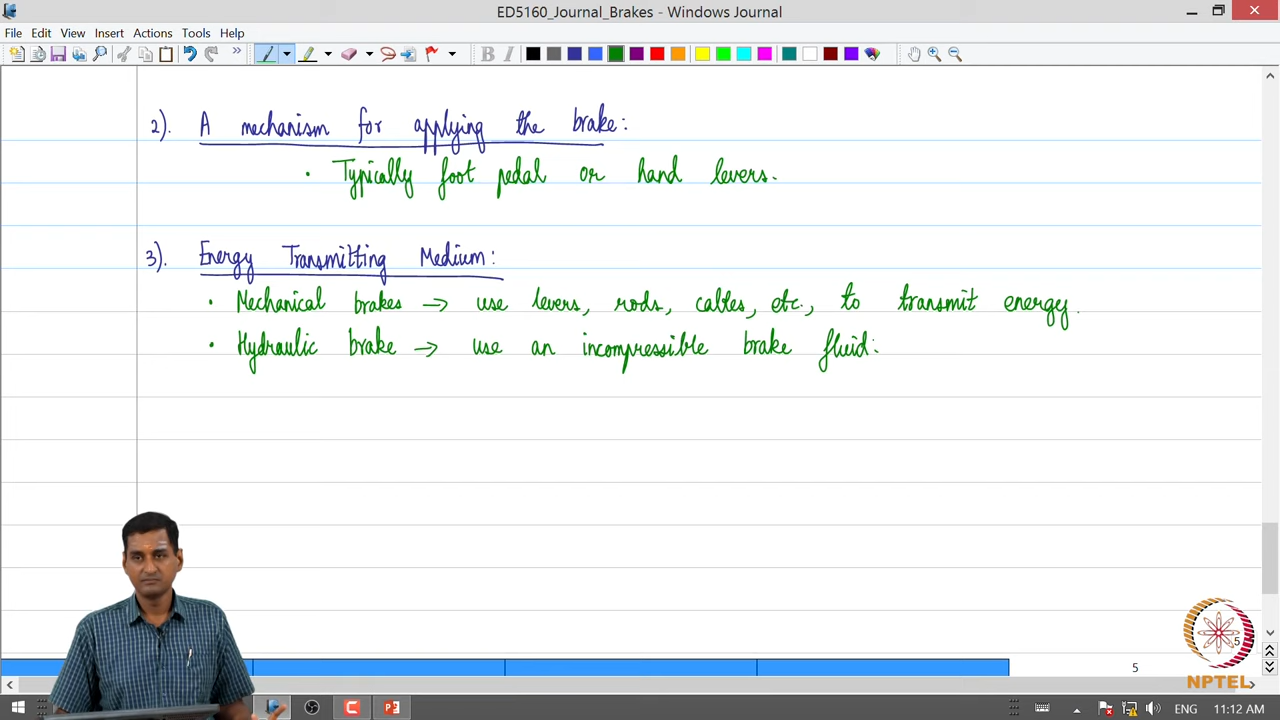 ED5160_Journal_Brakes - Windows Journal
File Edit View Insert Actions Tools Help
2). A mechanism for applying the brake:
· Typically foot pedal or hand levers.
3). Energy Transmitting Medium:
· Mechanical brakes → use levers, rods, cables, etc., to transmit energy.
· Hydraulic brake → use an incompressible brake fluid.
5
5
NPTEL
ENG 11:12 AM